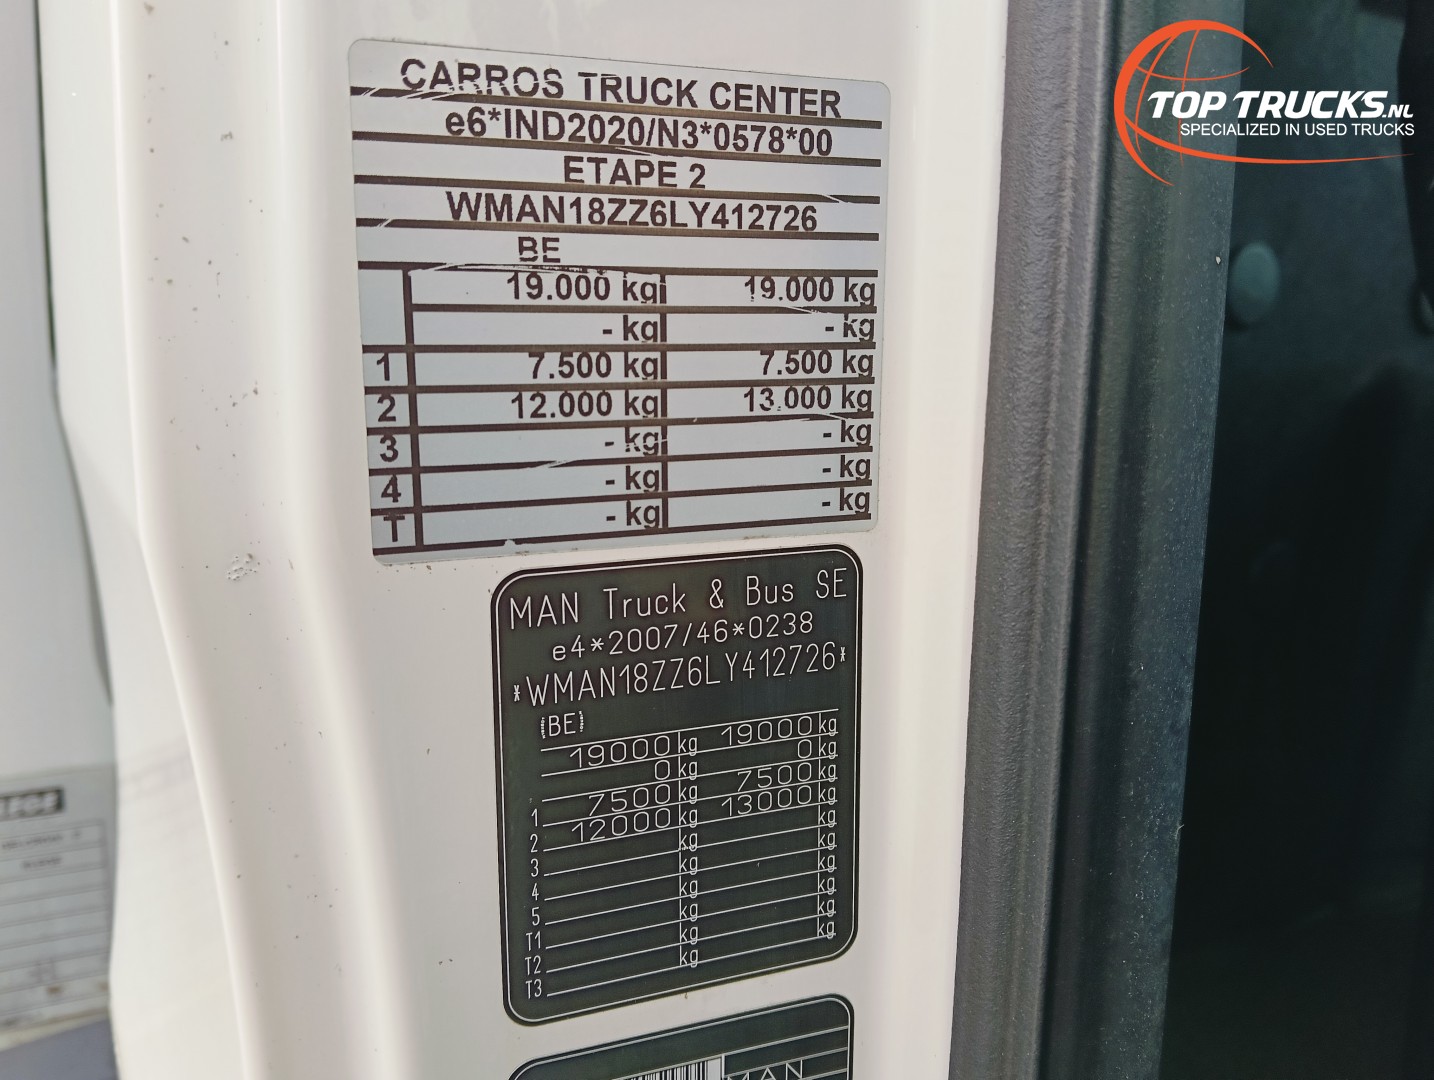 TOP TRUCKS.NL
SPECIALIZED IN USED TRUCKS
CARROS TRUCK CENTER
e6*IND2020/N3*0578*00
ETAPE 2
WMAN18ZZ6LY412726
BE
19.000 kg 19.000 kg
- kg - kg
1 7.500 kg 7.500 kg
2 12.000 kg 13.000 kg
3 - kg - kg
4 - kg - kg
T - kg - kg
MAN Truck & Bus SE
e4*2007/46*0238
*WMAN18ZZ6LY412726*
(BE)
19000 kg 19000 kg
0 kg 0 kg
1 7500 kg 7500 kg
2 12000 kg 13000 kg
3 kg kg
4 kg kg
5 kg kg
T1 kg kg
T2 kg kg
T3 kg kg
MAN